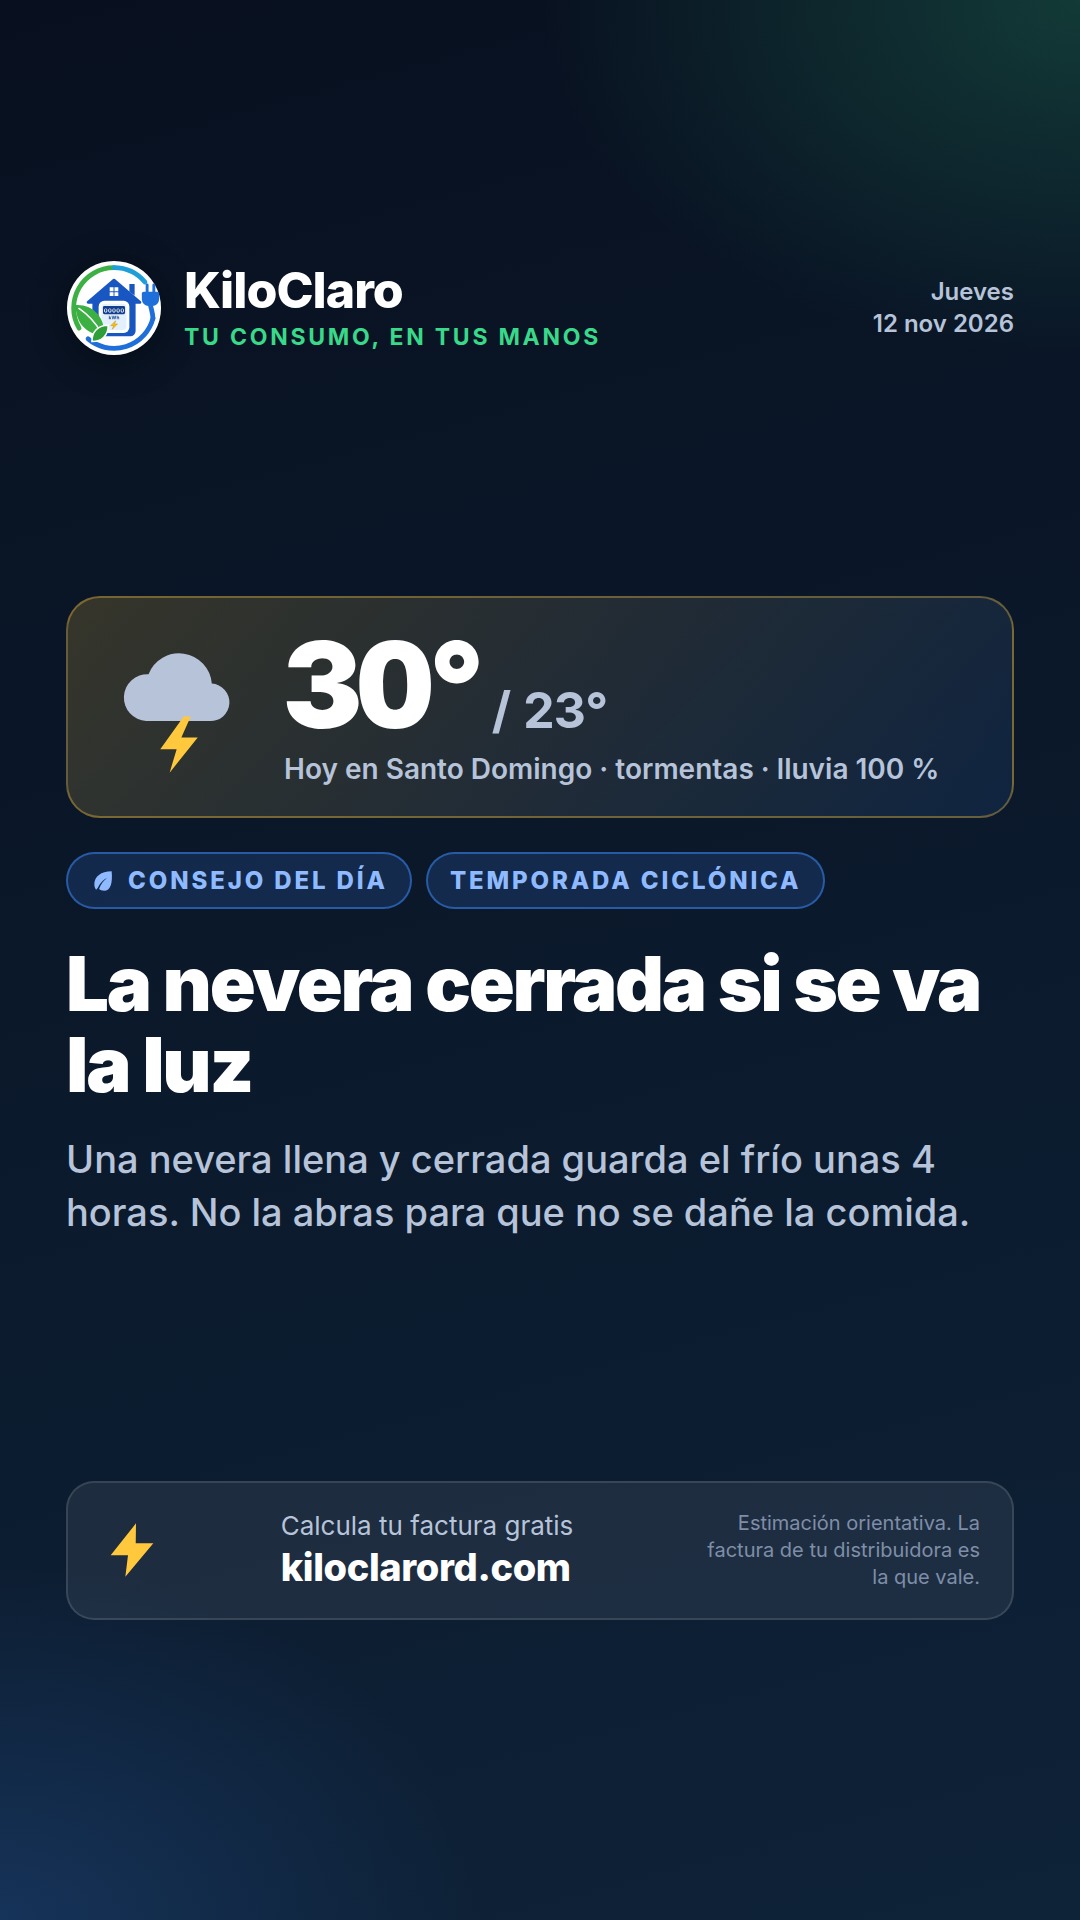 KiloClaro
TU CONSUMO, EN TUS MANOS
Jueves
12 nov 2026
30° / 23°
Hoy en Santo Domingo · tormentas · lluvia 100 %
CONSEJO DEL DÍA
TEMPORADA CICLÓNICA
La nevera cerrada si se va
la luz
Una nevera llena y cerrada guarda el frío unas 4
horas. No la abras para que no se dañe la comida.
Calcula tu factura gratis
kiloclarord.com
Estimación orientativa. La
factura de tu distribuidora es
la que vale.